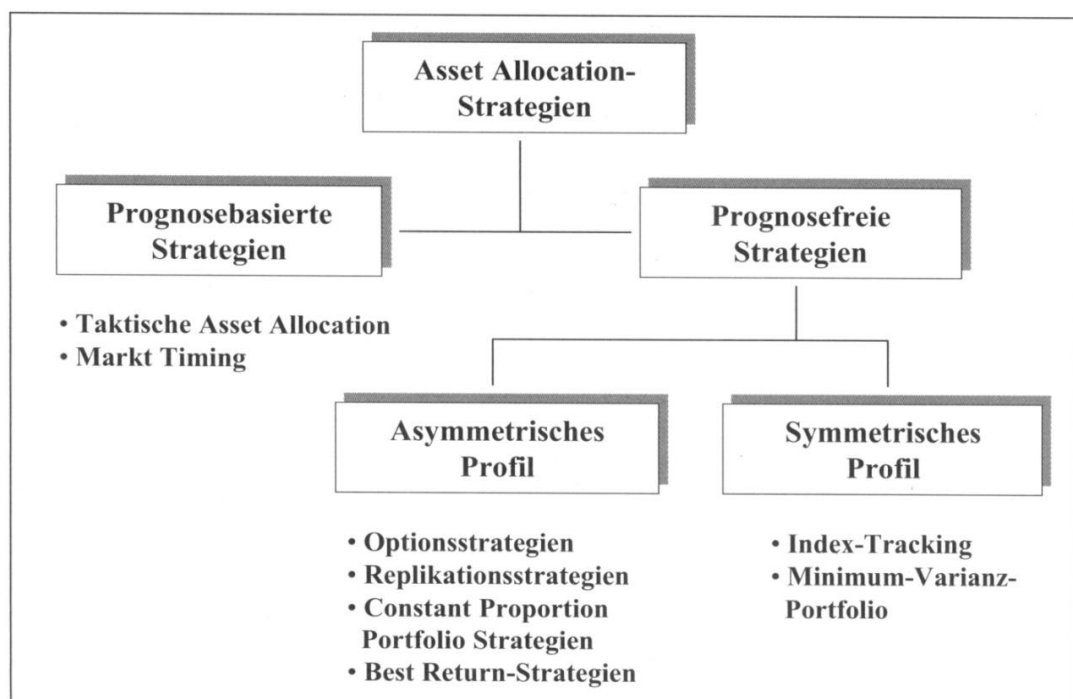 Asset Allocation-
Strategien
Prognosebasierte
Strategien
Prognosefreie
Strategien
• Taktische Asset Allocation
• Markt Timing
Asymmetrisches
Profil
Symmetrisches
Profil
• Optionsstrategien
• Replikationsstrategien
• Constant Proportion
Portfolio Strategien
• Best Return-Strategien
• Index-Tracking
• Minimum-Varianz-
Portfolio